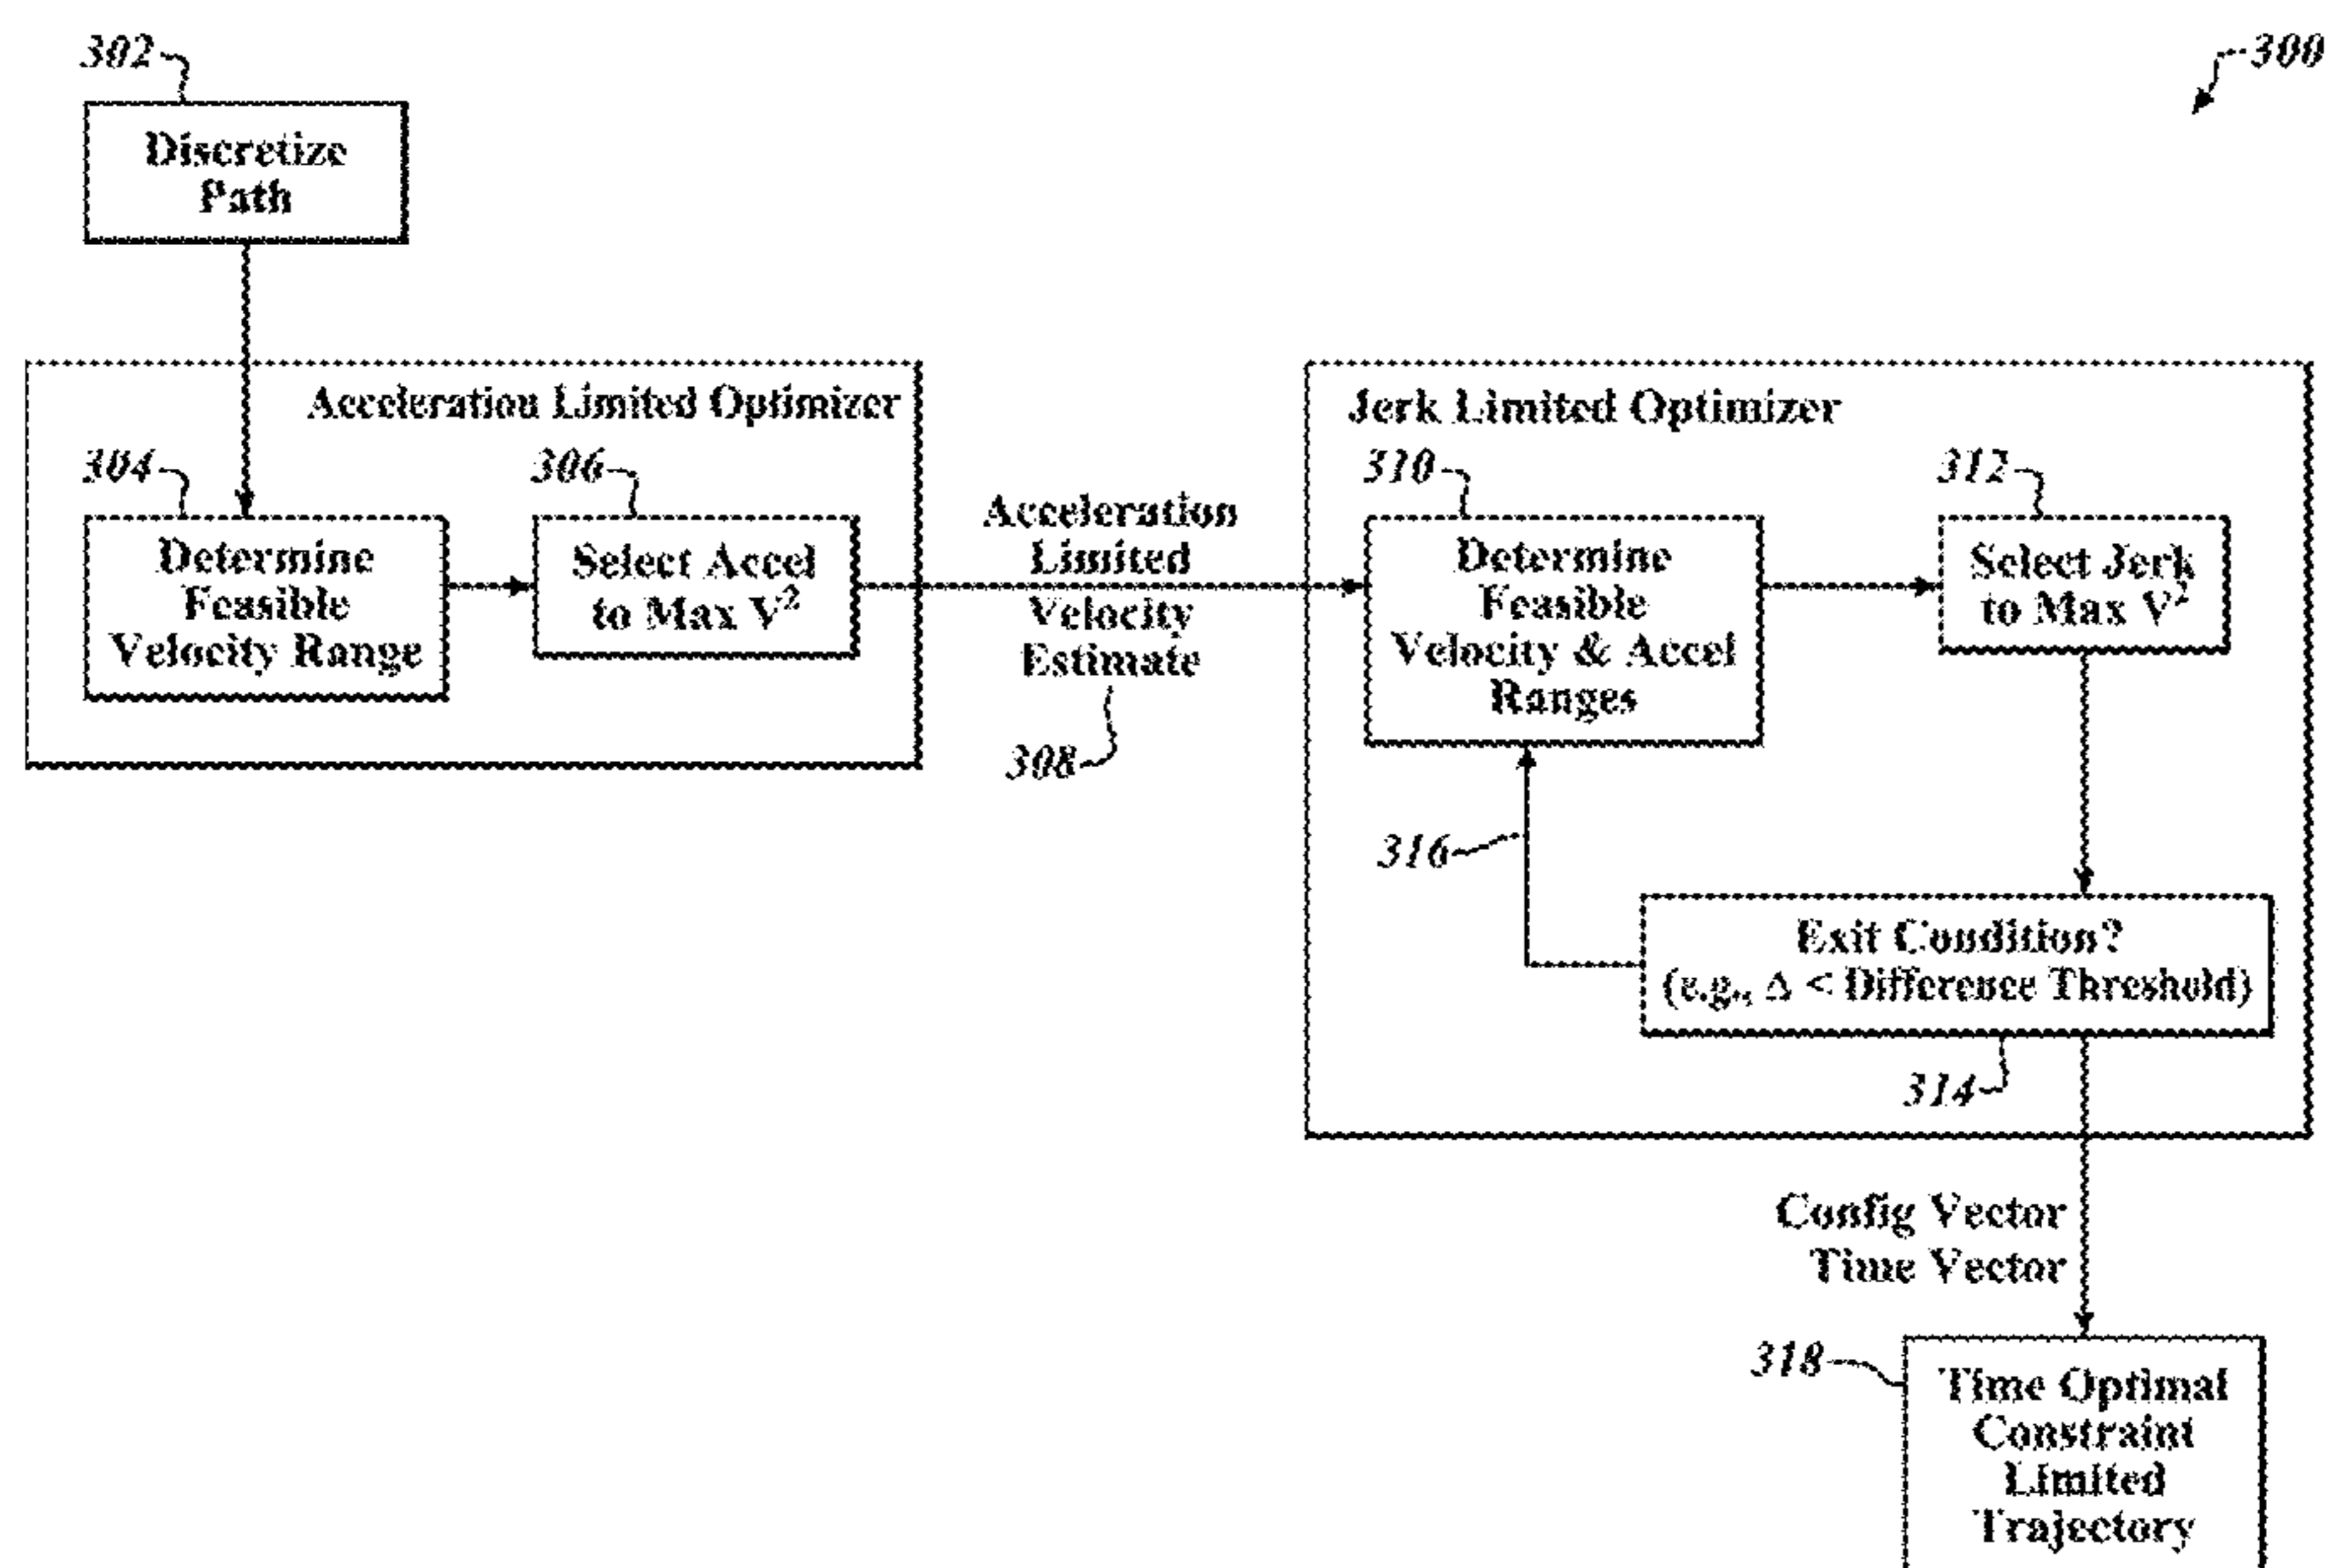 302
300
Discretize
Path
Acceleration Limited Optimizer
304
306
Determine
Feasible
Velocity Range
Select Accel
to Max V²
Acceleration
Limited
Velocity
Estimate
308
Jerk Limited Optimizer
310
312
Determine
Feasible
Velocity & Accel
Ranges
Select Jerk
to Max V²
316
Exit Condition?
(e.g., Δ < Difference Threshold)
314
Config Vector
Time Vector
318
Time Optimal
Constraint
Limited
Trajectory